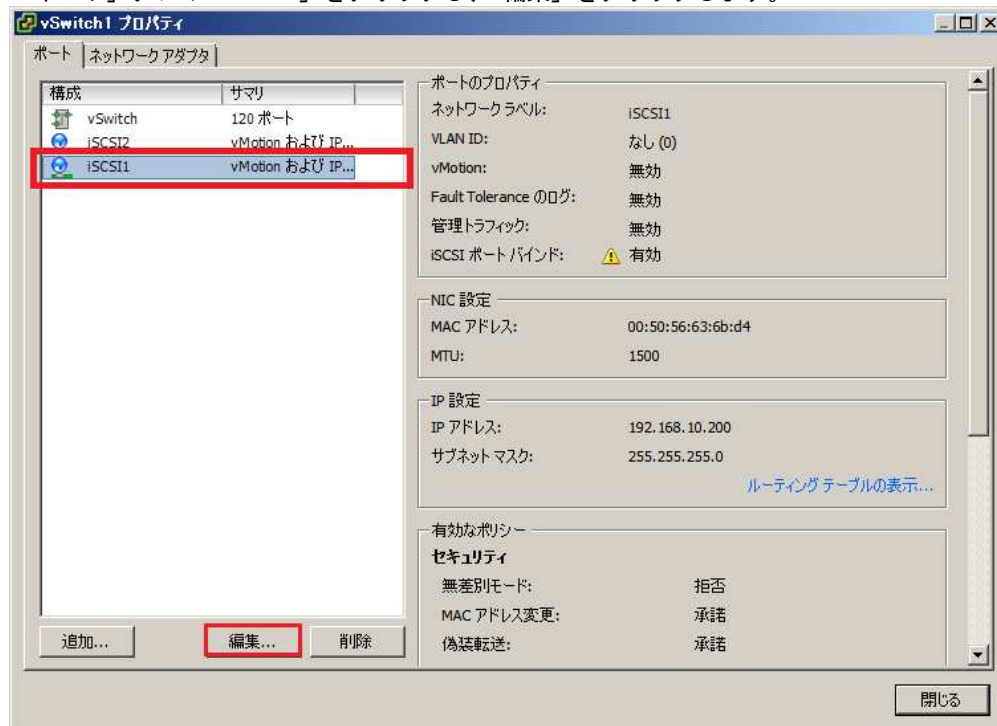 vSwitch1 プロパティ
ポート ネットワーク アダプタ
構成 サマリ
vSwitch 120 ポート
iSCSI2 vMotion および IP...
iSCSI1 vMotion および IP...
追加... 編集... 削除
ポートのプロパティ
ネットワーク ラベル: iSCSI1
VLAN ID: なし (0)
vMotion: 無効
Fault Tolerance のログ: 無効
管理トラフィック: 無効
iSCSI ポート バインド: 有効
NIC 設定
MAC アドレス: 00:50:56:63:6b:d4
MTU: 1500
IP 設定
IP アドレス: 192.168.10.200
サブネット マスク: 255.255.255.0
ルーティング テーブルの表示...
有効なポリシー
セキュリティ
無差別モード: 拒否
MAC アドレス変更: 承諾
偽装転送: 承諾
閉じる